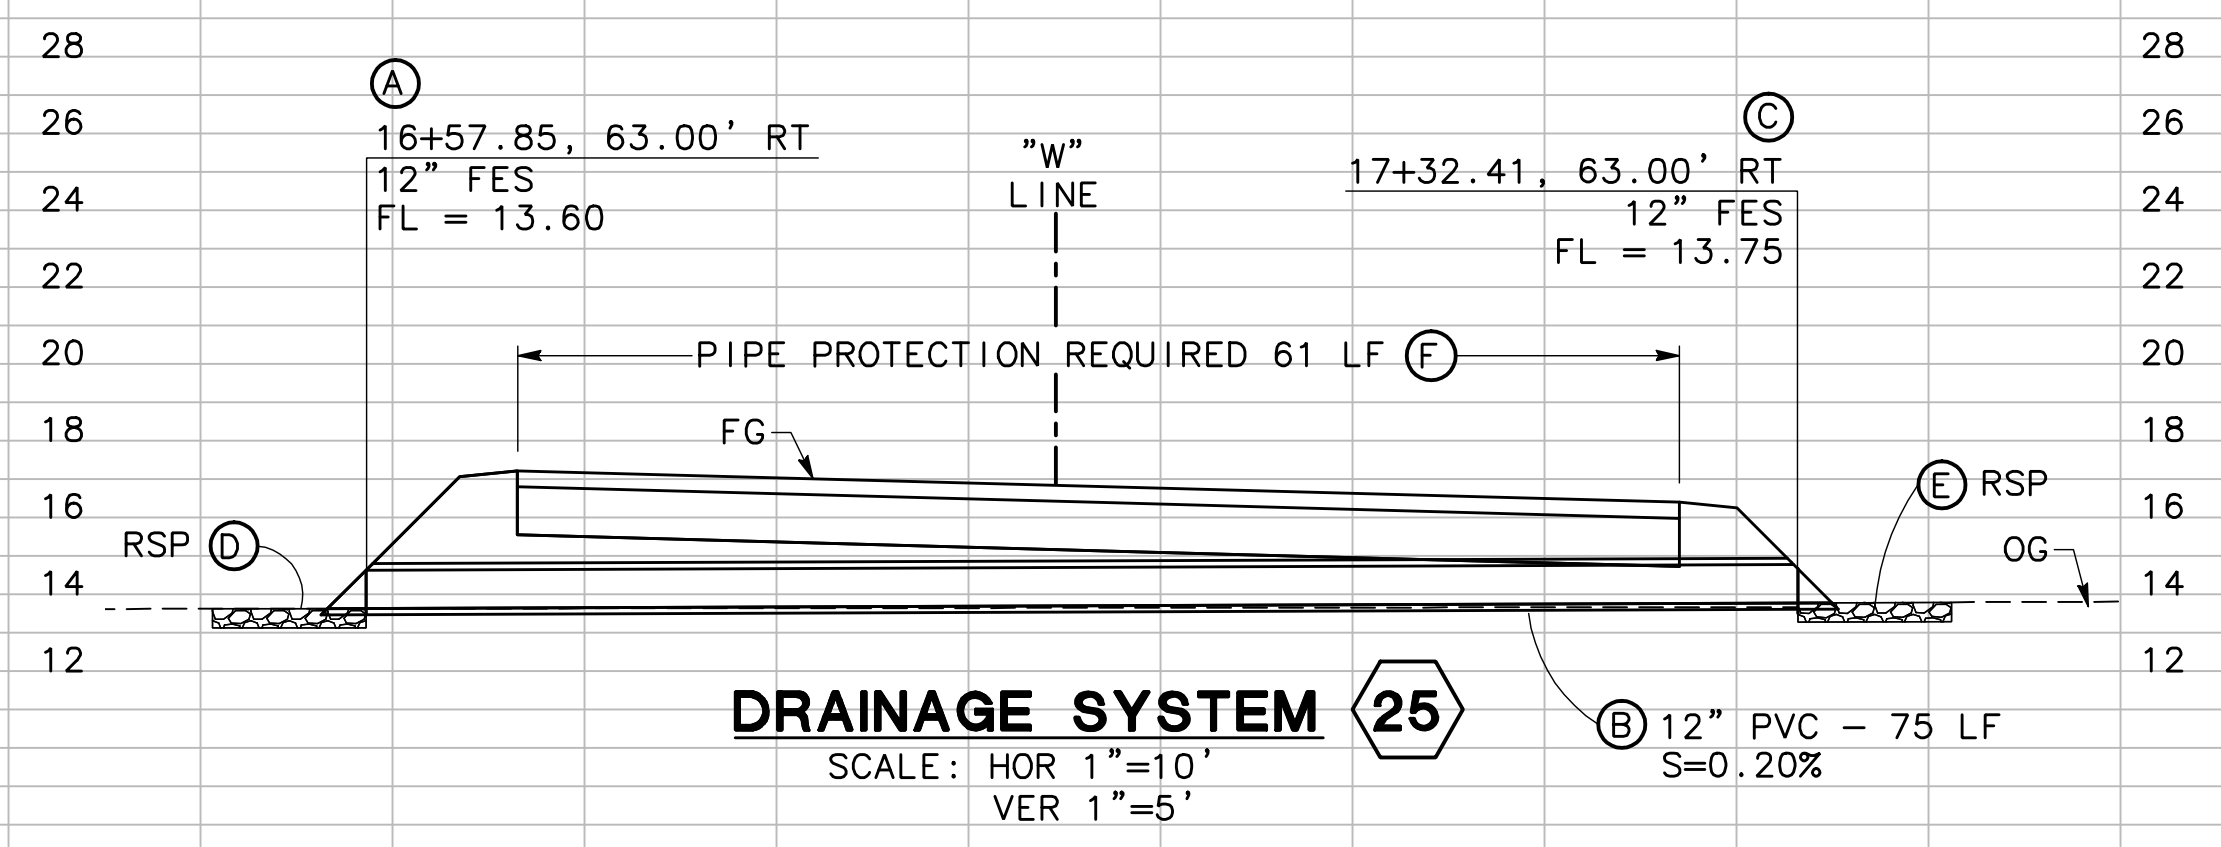 28
28
A
26
16+57.85, 63.00' RT
12" FES
FL = 13.60
"W"
LINE
C
26
17+32.41, 63.00' RT
12" FES
FL = 13.75
24
24
22
22
20
PIPE PROTECTION REQUIRED 61 LF F
20
18
FG
18
16
E RSP
16
RSP D
OG
14
14
12
12
DRAINAGE SYSTEM 25
SCALE: HOR 1"=10'
VER 1"=5'
B 12" PVC - 75 LF
S=0.20%